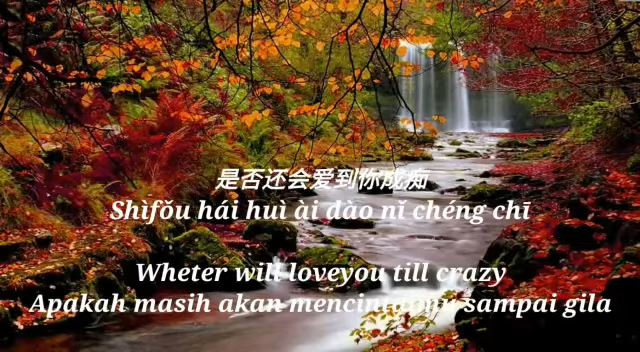 是否还会爱到你成痴
Shìfǒu hái huì ài dào nǐ chéng chī
Wheter will loveyou till crazy
Apakah masih akan mencintaimu sampai gila